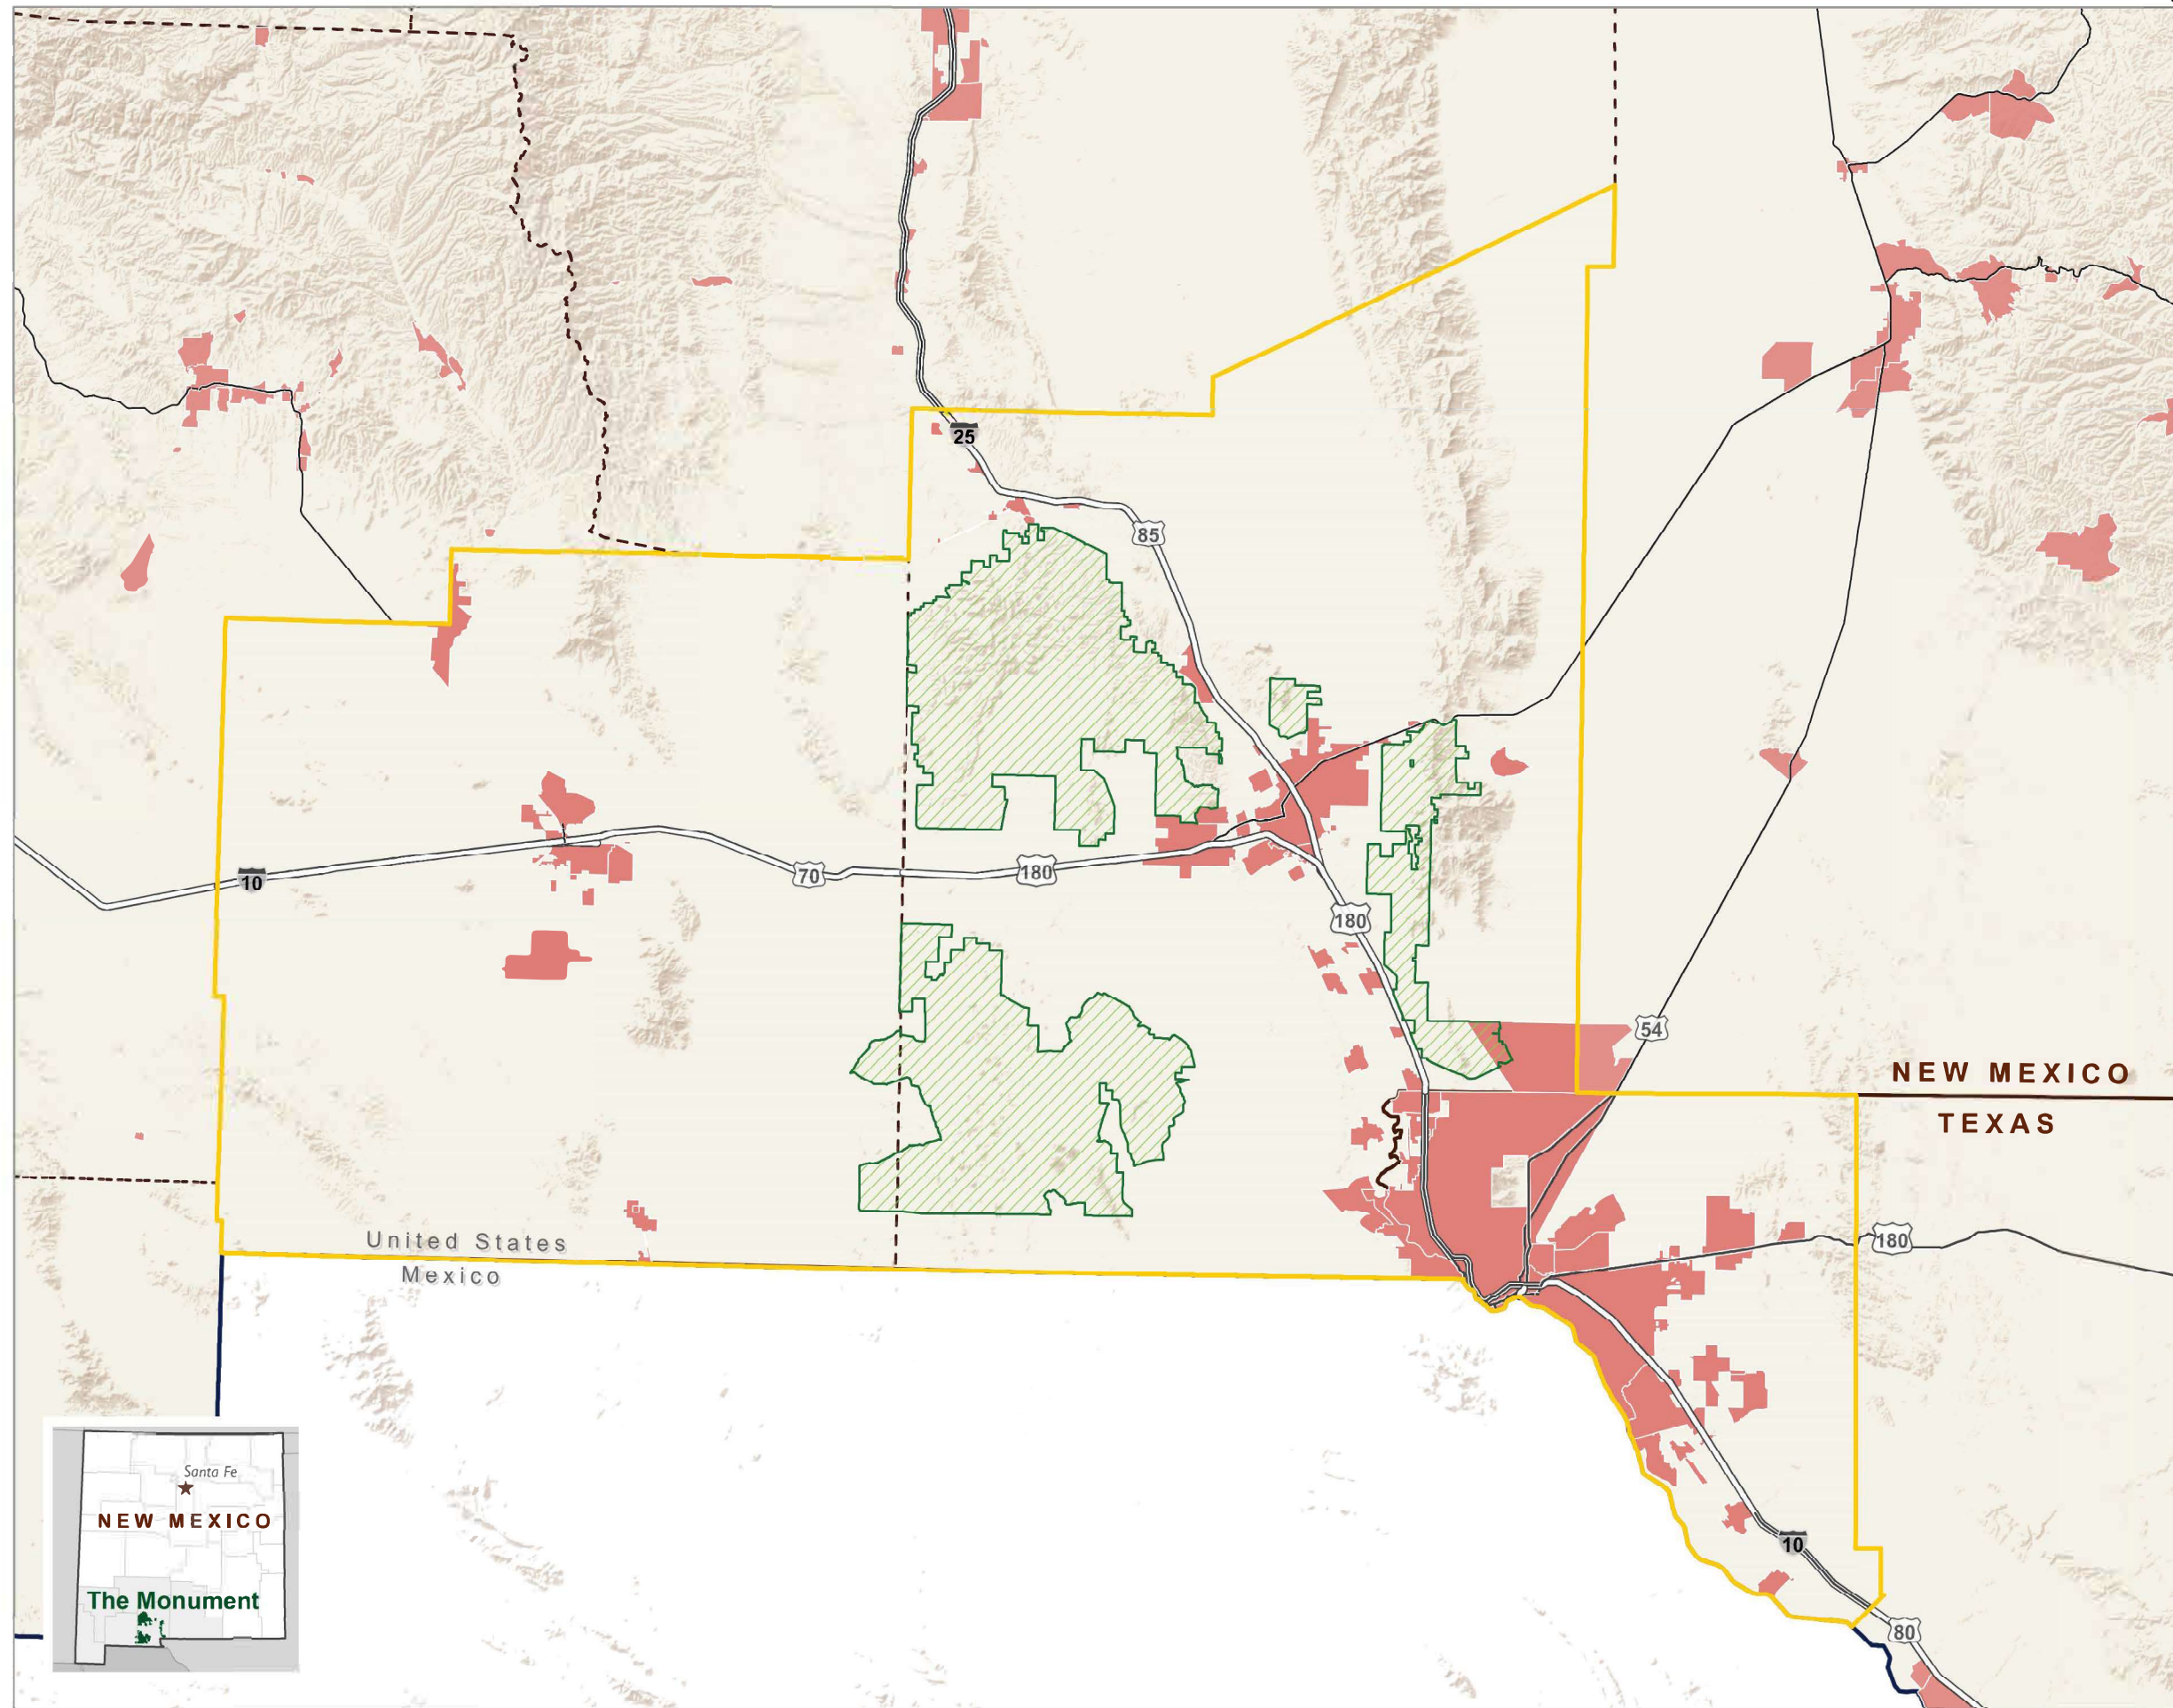 25
85
10
70
180
180
54
NEW MEXICO
TEXAS
United States
Mexico
180
Santa Fe
NEW MEXICO
The Monument
10
80